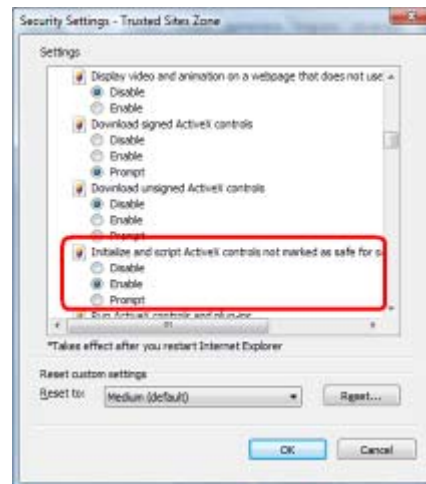 Security Settings - Trusted Sites Zone
Settings
Display video and animation on a webpage that does not use
Disable
Enable
Download signed ActiveX controls
Disable
Enable
Prompt
Download unsigned ActiveX controls
Disable
Enable
Prompt
Initialize and script ActiveX controls not marked as safe for s
Disable
Enable
Prompt
Run ActiveX controls and plug-ins
*Takes effect after you restart Internet Explorer
Reset custom settings
Reset to:
Medium (default)
Reset...
OK
Cancel